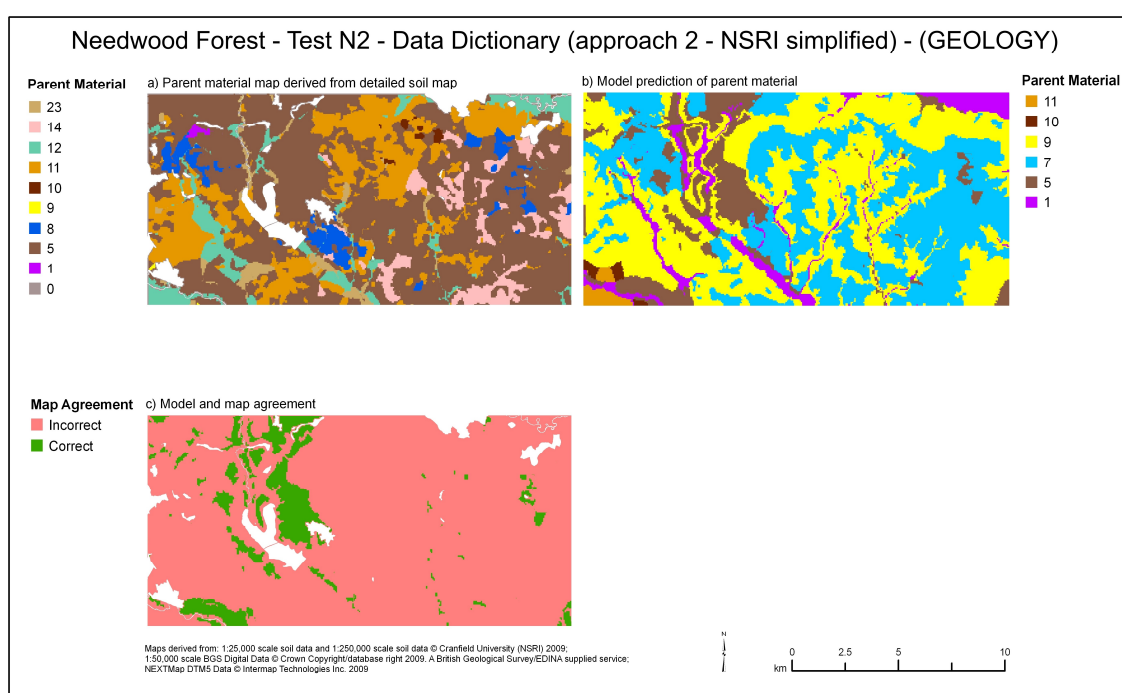 Needwood Forest - Test N2 - Data Dictionary (approach 2 - NSRI simplified) - (GEOLOGY)
Parent Material
23
14
12
11
10
9
8
5
1
0
a) Parent material map derived from detailed soil map
b) Model prediction of parent material
Parent Material
11
10
9
7
5
1
Map Agreement
Incorrect
Correct
c) Model and map agreement
Maps derived from: 1:25,000 scale soil data and 1:250,000 scale soil data © Cranfield University (NSRI) 2009;
1:50,000 scale BGS Digital Data © Crown Copyright/database right 2009. A British Geological Survey/EDINA supplied service;
NEXTMap DTM5 Data © Intermap Technologies Inc. 2009
N
0 2.5 5 10
km